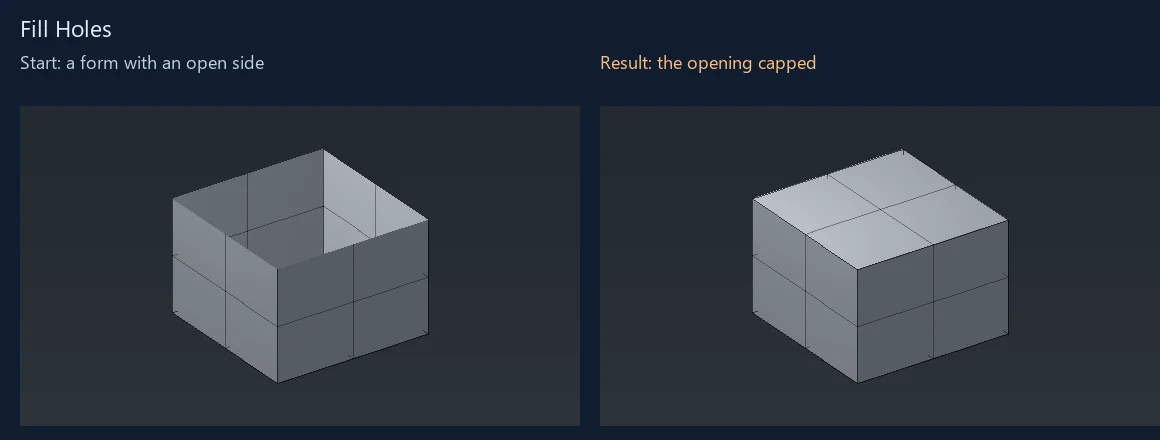 Fill Holes
Start: a form with an open side
Result: the opening capped